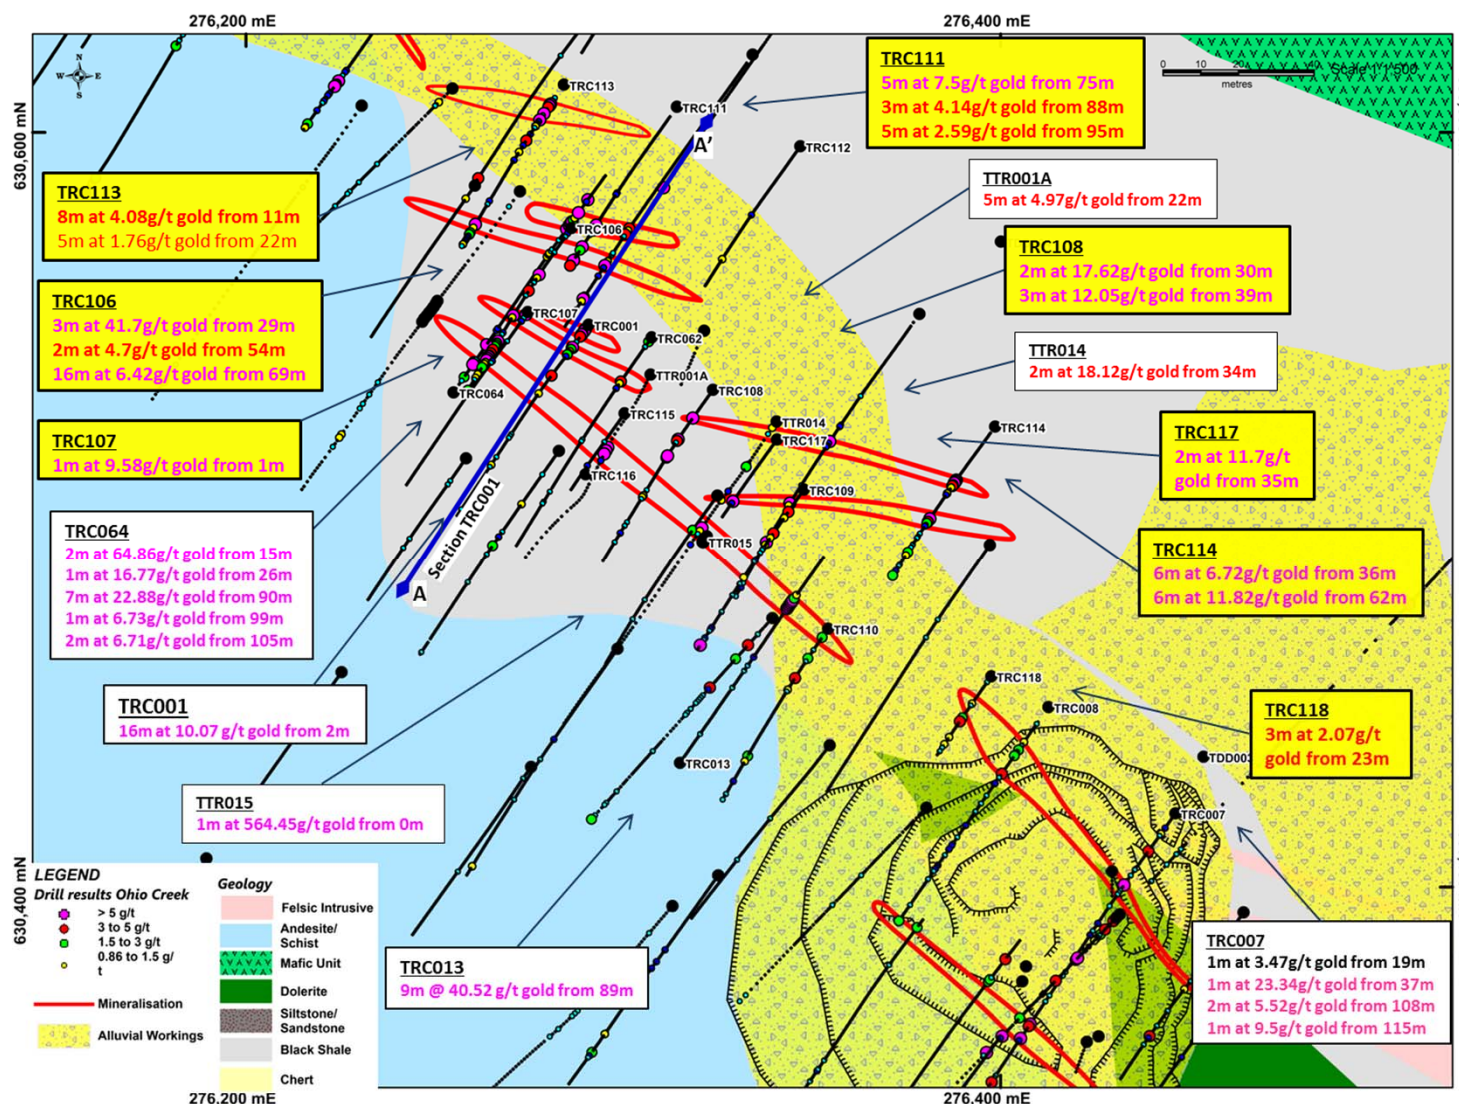 276,200 mE
276,400 mE
N
W E
S
630,600 mN
630,400 mN
0 10 20 40
metres
Scale 1:1,500
TRC111
5m at 7.5g/t gold from 75m
3m at 4.14g/t gold from 88m
5m at 2.59g/t gold from 95m
TRC113
TRC111
A'
TRC112
TTR001A
5m at 4.97g/t gold from 22m
TRC113
8m at 4.08g/t gold from 11m
5m at 1.76g/t gold from 22m
TRC106
TRC108
2m at 17.62g/t gold from 30m
3m at 12.05g/t gold from 39m
TRC106
3m at 41.7g/t gold from 29m
2m at 4.7g/t gold from 54m
16m at 6.42g/t gold from 69m
TRC107
TRC001
TRC062
TTR014
2m at 18.12g/t gold from 34m
TTR001A
TRC064
TRC108
TRC115
TTR014
TRC114
TRC117
TRC107
1m at 9.58g/t gold from 1m
TRC117
2m at 11.7g/t
gold from 35m
TRC116
TRC109
TRC064
2m at 64.86g/t gold from 15m
1m at 16.77g/t gold from 26m
7m at 22.88g/t gold from 90m
1m at 6.73g/t gold from 99m
2m at 6.71g/t gold from 105m
Section TRC001
A
TTR015
TRC114
6m at 6.72g/t gold from 36m
6m at 11.82g/t gold from 62m
TRC110
TRC001
16m at 10.07 g/t gold from 2m
TRC118
TRC008
TRC118
3m at 2.07g/t
gold from 23m
TRC013
TTR015
1m at 564.45g/t gold from 0m
TRC007
TRC013
9m @ 40.52 g/t gold from 89m
TRC007
1m at 3.47g/t gold from 19m
1m at 23.34g/t gold from 37m
2m at 5.52g/t gold from 108m
1m at 9.5g/t gold from 115m
LEGEND
Drill results Ohio Creek
> 5 g/t
3 to 5 g/t
1.5 to 3 g/t
0.86 to 1.5 g/
t
Mineralisation
Alluvial Workings
Geology
Felsic Intrusive
Andesite/
Schist
Mafic Unit
Dolerite
Siltstone/
Sandstone
Black Shale
Chert
276,200 mE
276,400 mE